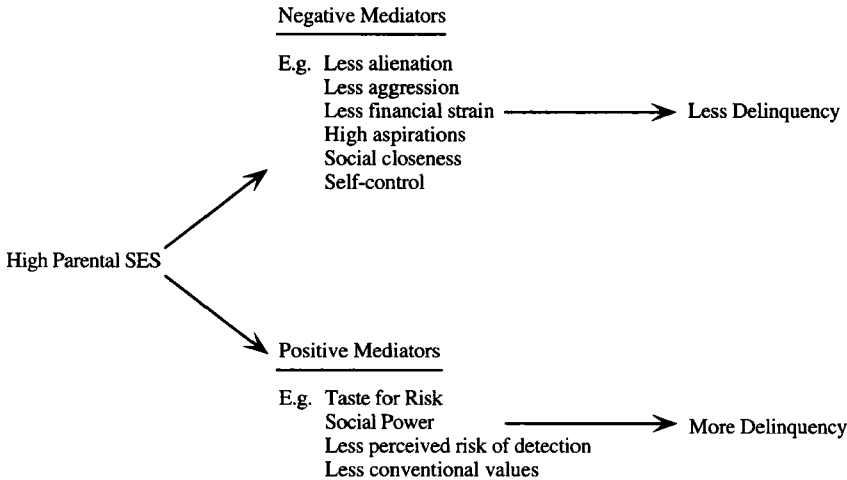 Negative Mediators
E.g. Less alienation
Less aggression
Less financial strain
Less Delinquency
High aspirations
Social closeness
Self-control
High Parental SES
Positive Mediators
E.g. Taste for Risk
Social Power
More Delinquency
Less perceived risk of detection
Less conventional values